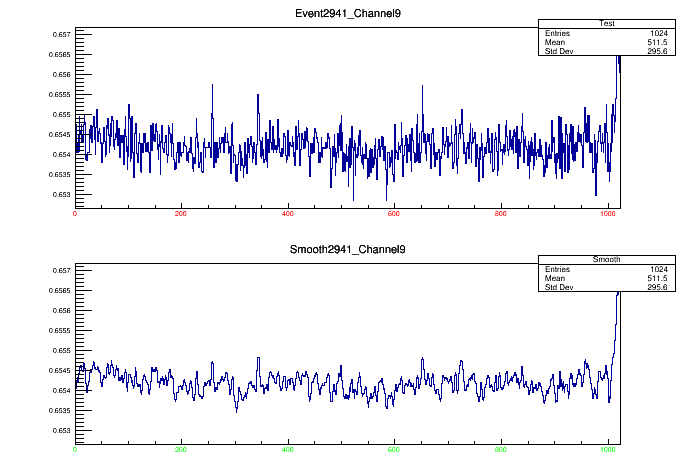 Event2941_Channel9
Test
Entries 1024
Mean 511.5
Std Dev 295.6
0.657
0.6565
0.656
0.6555
0.655
0.6545
0.654
0.6535
0.653
0 200 400 600 800 1000
Smooth2941_Channel9
Smooth
Entries 1024
Mean 511.5
Std Dev 295.6
0.657
0.6565
0.656
0.6555
0.655
0.6545
0.654
0.6535
0.653
0 200 400 600 800 1000